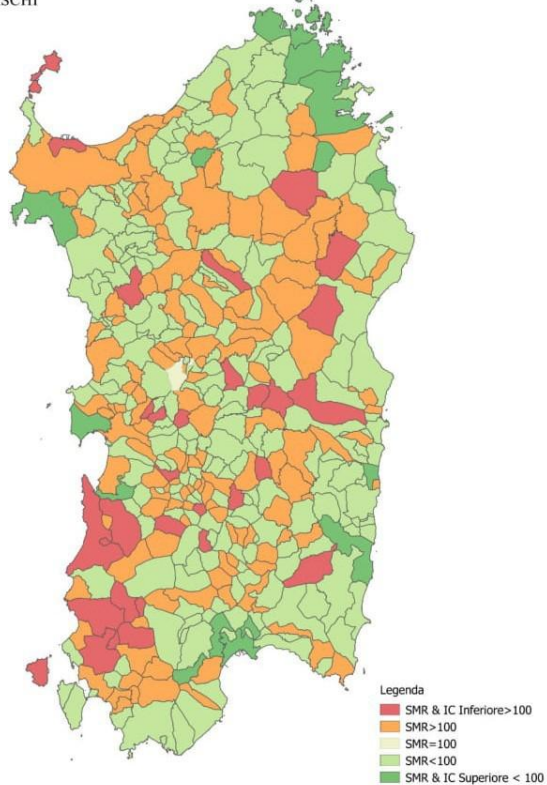 Legenda
SMR & IC Inferiore>100
SMR>100
SMR=100
SMR<100
SMR & IC Superiore < 100